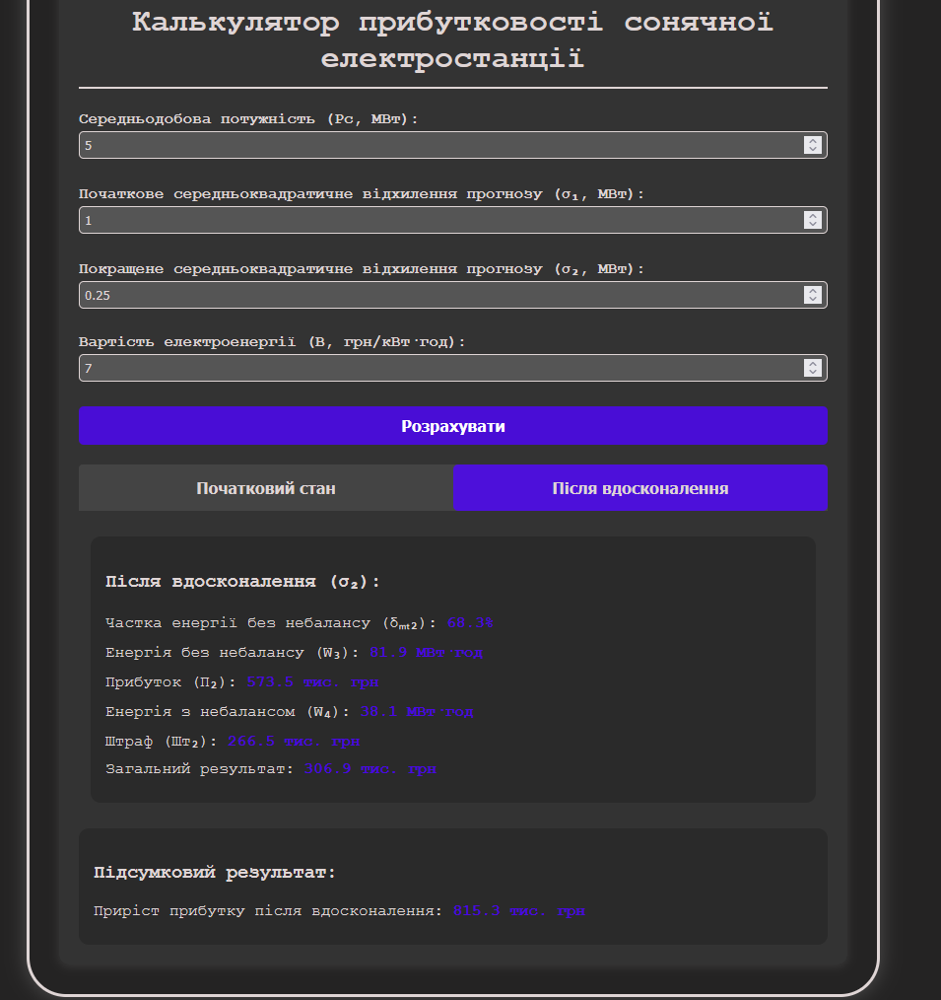 Калькулятор прибутковості сонячної
електростанції
Середньодобова потужність (Pc, МВт):
5
Початкове середньоквадратичне відхилення прогнозу (σ₁, МВт):
1
Покращене середньоквадратичне відхилення прогнозу (σ₂, МВт):
0.25
Вартість електроенергії (B, грн/кВт·год):
7
Розрахувати
Початковий стан
Після вдосконалення
Після вдосконалення (σ₂):
Частка енергії без небалансу (δₘₜ₂): 68.3%
Енергія без небалансу (W₃): 81.9 МВт·год
Прибуток (П₂): 573.5 тис. грн
Енергія з небалансом (W₄): 38.1 МВт·год
Штраф (Шт₂): 266.5 тис. грн
Загальний результат: 306.9 тис. грн
Підсумковий результат:
Приріст прибутку після вдосконалення: 815.3 тис. грн